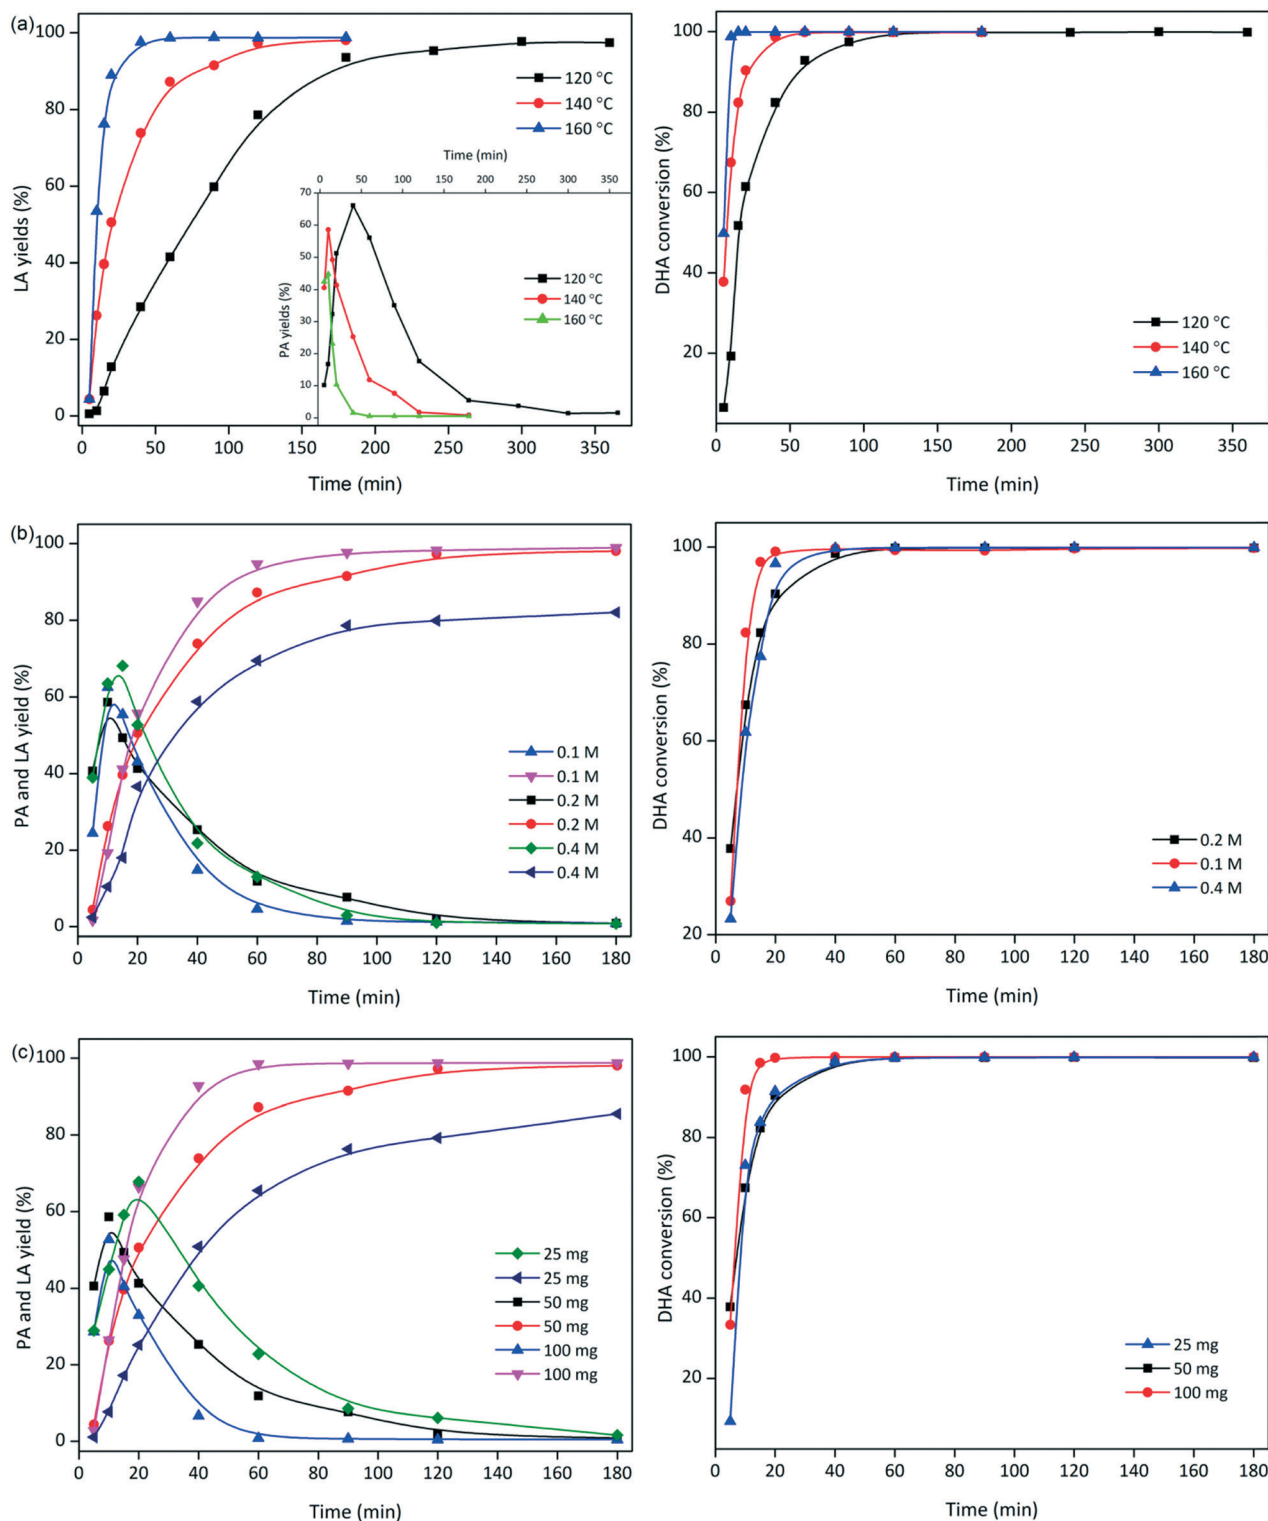 (a)
100
80
60
40
20
0
LA yields (%)
120 °C
140 °C
160 °C
Time (min)
0 50 100 150 200 250 300 350
70
60
50
40
30
20
10
0
PA yields (%)
120 °C
140 °C
160 °C
0 50 100 150 200 250 300 350
Time (min)
100
80
60
40
20
DHA conversion (%)
120 °C
140 °C
160 °C
0 50 100 150 200 250 300 350
Time (min)
(b)
100
80
60
40
20
0
PA and LA yield (%)
0.1 M
0.1 M
0.2 M
0.2 M
0.4 M
0.4 M
0 20 40 60 80 100 120 140 160 180
Time (min)
100
80
60
40
20
DHA conversion (%)
0.2 M
0.1 M
0.4 M
0 20 40 60 80 100 120 140 160 180
Time (min)
(c)
100
80
60
40
20
0
PA and LA yield (%)
25 mg
25 mg
50 mg
50 mg
100 mg
100 mg
0 20 40 60 80 100 120 140 160 180
Time (min)
100
80
60
40
20
DHA conversion (%)
25 mg
50 mg
100 mg
0 20 40 60 80 100 120 140 160 180
Time (min)